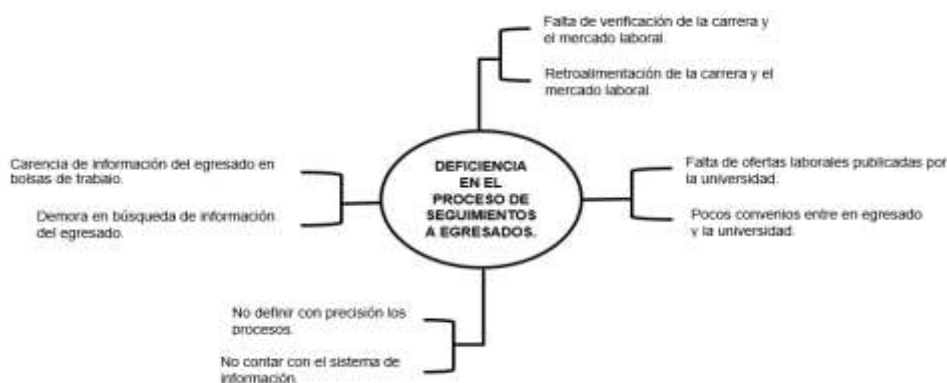 Falta de verificación de la carrera y
el mercado laboral.
Retroalimentación de la carrera y el
mercado laboral.
Carencia de información del egresado en
bolsas de trabajo.
Demora en búsqueda de información
del egresado.
DEFICIENCIA
EN EL
PROCESO DE
SEGUIMIENTOS
A EGRESADOS.
Falta de ofertas laborales publicadas por
la universidad.
Pocos convenios entre en egresado
y la universidad.
No definir con precisión los
procesos.
No contar con el sistema de
información.